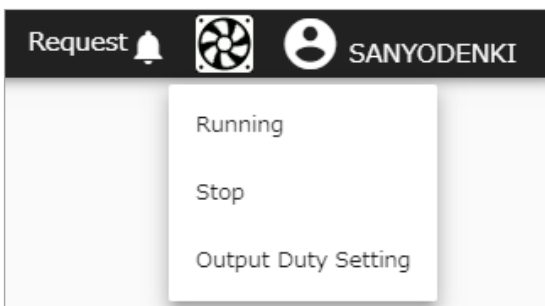 Request
SANYODENKI
Running
Stop
Output Duty Setting